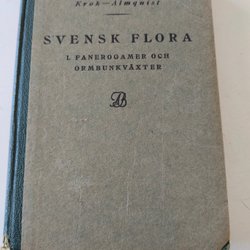 Krok—Almquist
SVENSK FLORA
I. FANEROGAMER OCH
ORMBUNKVÄXTER